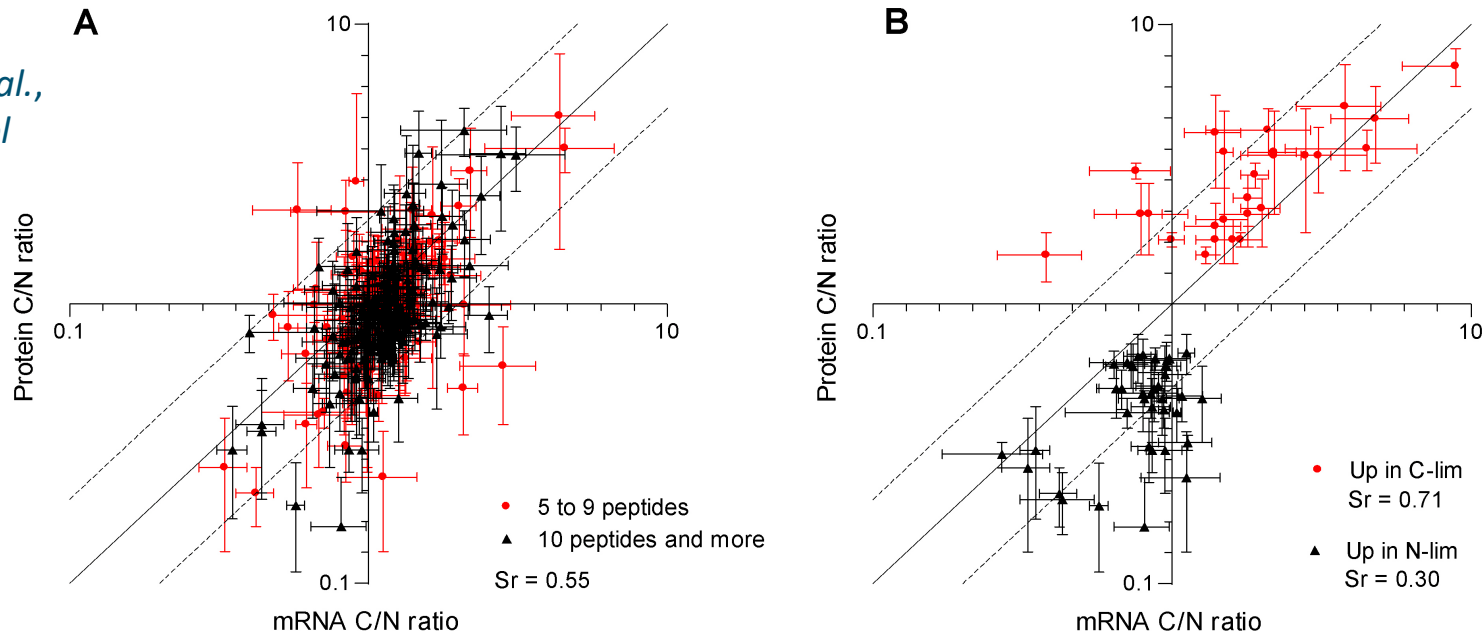 al.,
A
10
Protein C/N ratio
0.1
10
5 to 9 peptides
10 peptides and more
Sr = 0.55
0.1
mRNA C/N ratio
B
10
Protein C/N ratio
0.1
10
Up in C-lim
Sr = 0.71
Up in N-lim
Sr = 0.30
0.1
mRNA C/N ratio